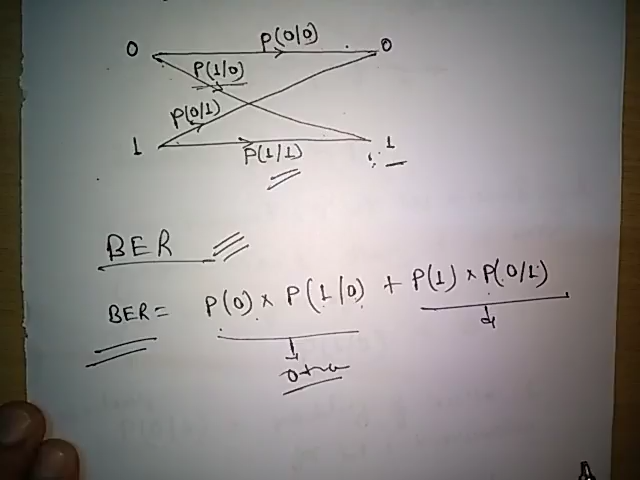 0 P(0/0) 0
P(1/0)
P(0/1)
1 P(1/1) 1
BER
BER = P(0) × P(1/0) + P(1) × P(0/1)